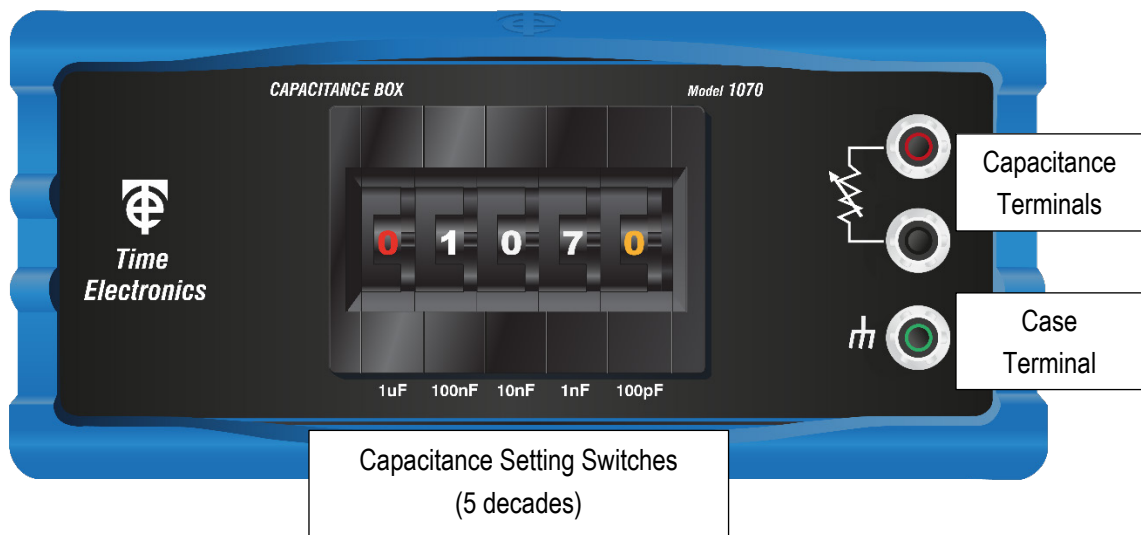 CAPACITANCE BOX
Model 1070
Capacitance
Terminals
0 1 0 7 0
Time
Electronics
Case
Terminal
1uF 100nF 10nF 1nF 100pF
Capacitance Setting Switches
(5 decades)